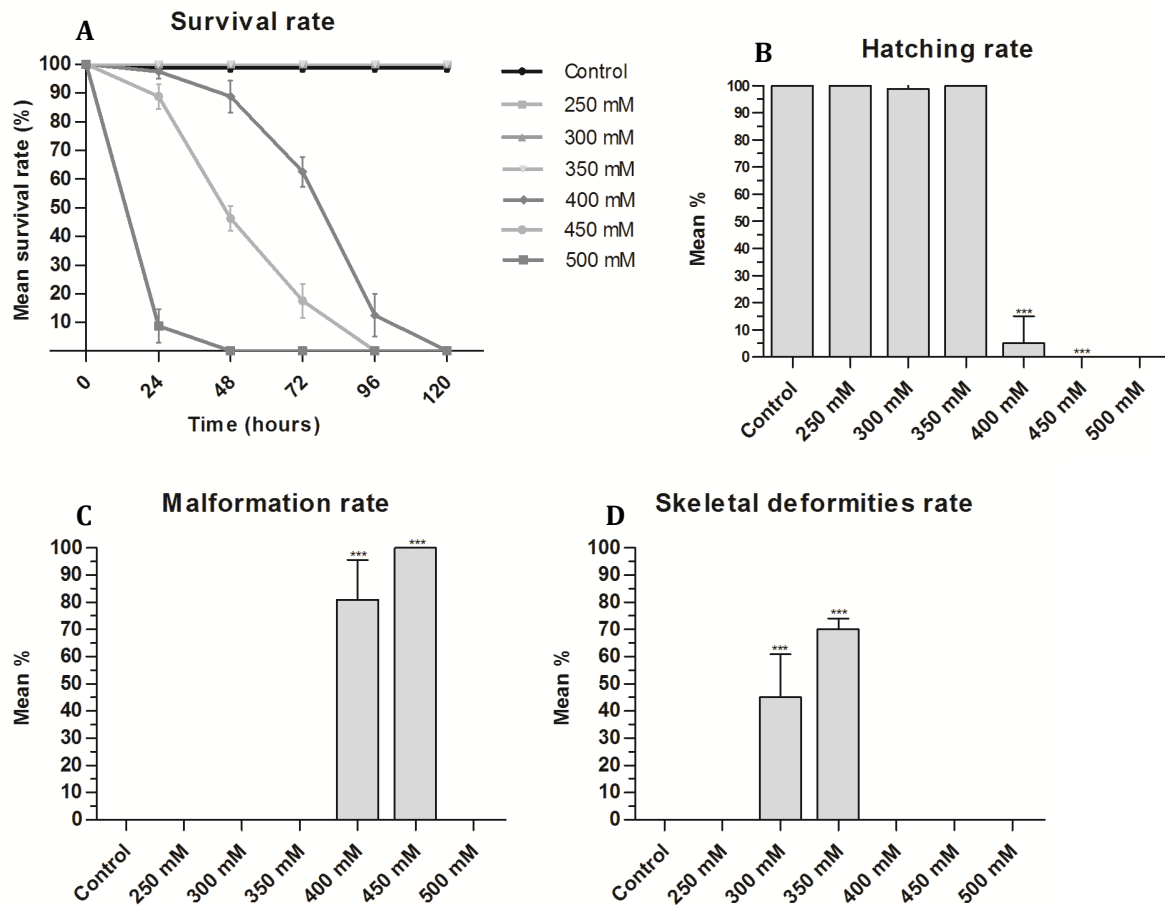 A
Survival rate
Mean survival rate (%)
100
90
80
70
60
50
40
30
20
10
0
24
48
72
96
120
Time (hours)
Control
250 mM
300 mM
350 mM
400 mM
450 mM
500 mM
B
Hatching rate
Mean %
100
90
80
70
60
50
40
30
20
10
0
***
***
Control
250 mM
300 mM
350 mM
400 mM
450 mM
500 mM
C
Malformation rate
Mean %
100
90
80
70
60
50
40
30
20
10
0
***
***
Control
250 mM
300 mM
350 mM
400 mM
450 mM
500 mM
D
Skeletal deformities rate
Mean %
100
90
80
70
60
50
40
30
20
10
0
***
***
Control
250 mM
300 mM
350 mM
400 mM
450 mM
500 mM